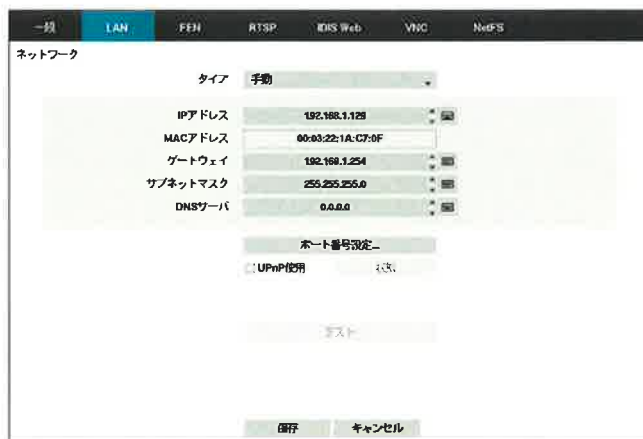 一般 LAN FEN RTSP IDIS Web VNC NetFS
ネットワーク
タイア 手動
IPアドレス 192.168.1.129
MACアドレス 00:03:22:1A:C7:0F
ゲートウェイ 192.168.1.254
サブネットマスク 255.255.255.0
DNSサーバ 0.0.0.0
ポート番号設定...
UPnP使用 状態
テスト
保存 キャンセル